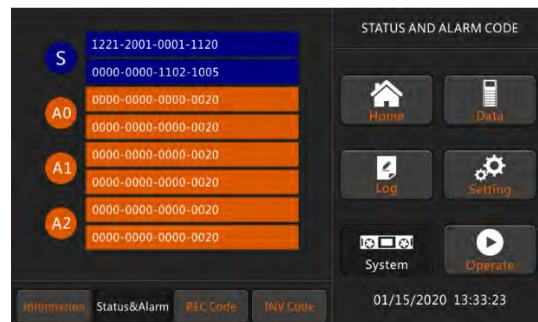 STATUS AND ALARM CODE
S
1221-2001-0001-1120
0000-0000-1102-1005
A0
0000-0000-0000-0020
0000-0000-0000-0020
A1
0000-0000-0000-0020
0000-0000-0000-0020
A2
0000-0000-0000-0020
0000-0000-0000-0020
Home
Data
Log
Setting
System
Operate
Information
Status&Alarm
REC Code
INV Code
01/15/2020 13:33:23